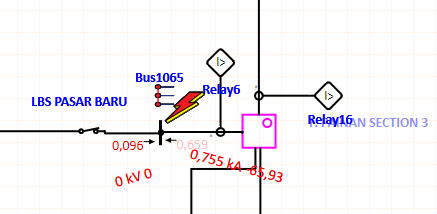 Bus1065
LBS PASAR BARU
Relay6
Relay16
SECTION 3
0,096
0,659
0,755 kA -65,93
0 kV 0